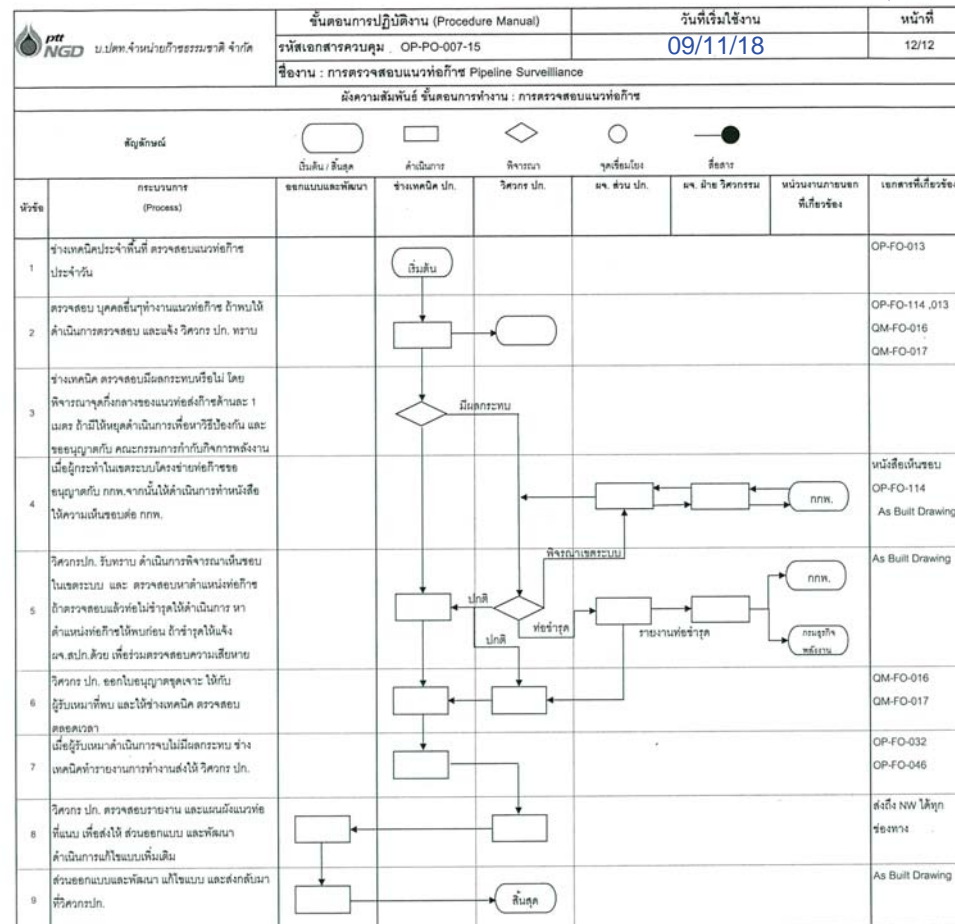 ptt
NGD บ.ปตท.จำหน่ายก๊าซธรรมชาติ จำกัด
ขั้นตอนการปฏิบัติงาน (Procedure Manual)
วันที่เริ่มใช้งาน
หน้าที่
รหัสเอกสารควบคุม . OP-PO-007-15
09/11/18
12/12
ชื่องาน : การตรวจสอบแนวท่อก๊าซ Pipeline Surveilliance
ผังความสัมพันธ์ ขั้นตอนการทำงาน : การตรวจสอบแนวท่อก๊าซ
สัญลักษณ์
เริ่มต้น / สิ้นสุด
ดำเนินการ
พิจารณา
จุดเชื่อมโยง
สื่อสาร
หัวข้อ
กระบวนการ
(Process)
ออกแบบและพัฒนา
ช่างเทคนิค ปก.
วิศวกร ปก.
ผจ. ส่วน ปก.
ผจ. ฝ่าย วิศวกรรม
หน่วยงานภายนอก
ที่เกี่ยวข้อง
เอกสารที่เกี่ยวข้อง
1
ช่างเทคนิคประจำพื้นที่ ตรวจสอบแนวท่อก๊าซ
ประจำวัน
เริ่มต้น
OP-FO-013
2
ตรวจสอบ บุคคลอื่นๆทำงานแนวท่อก๊าซ ถ้าพบให้
ดำเนินการตรวจสอบ และแจ้ง วิศวกร ปก. ทราบ
OP-FO-114 ,013
QM-FO-016
QM-FO-017
3
ช่างเทคนิค ตรวจสอบมีผลกระทบหรือไม่ โดย
พิจารณาจุดกึ่งกลางของแนวท่อส่งก๊าซด้านละ 1
เมตร ถ้ามีให้หยุดดำเนินการเพื่อหาวิธีป้องกัน และ
ขออนุญาตกับ คณะกรรมการกำกับกิจการพลังงาน
มีผลกระทบ
4
เมื่อผู้กระทำในเขตระบบโครงข่ายท่อก๊าซขอ
อนุญาตกับ กกพ.จากนั้นให้ดำเนินการทำหนังสือ
ให้ความเห็นชอบต่อ กกพ.
กกพ.
หนังสือเห็นชอบ
OP-FO-114
As Built Drawing
พิจรณาเขตระบบ
5
วิศวกรปก. รับทราบ ดำเนินการพิจารณาเห็นชอบ
ในเขตระบบ และ ตรวจสอบหาตำแหน่งท่อก๊าซ
ถ้าตรวจสอบแล้วท่อไม่ชำรุดให้ดำเนินการ หา
ตำแหน่งท่อก๊าซให้พบก่อน ถ้าชำรุดให้แจ้ง
ผจ.สปก.ด้วย เพื่อร่วมตรวจสอบความเสียหาย
ปกติ
ปกติ
ท่อชำรุด
รายงานท่อชำรุด
กกพ.
กรมธุรกิจ
พลังงาน
As Built Drawing
6
วิศวกร ปก. ออกใบอนุญาตขุดเจาะ ให้กับ
ผู้รับเหมาที่พบ และให้ช่างเทคนิค ตรวจสอบ
ตลอดเวลา
QM-FO-016
QM-FO-017
7
เมื่อผู้รับเหมาดำเนินการจบไม่มีผลกระทบ ช่าง
เทคนิคทำรายงานการทำงานส่งให้ วิศวกร ปก.
OP-FO-032
OP-FO-046
8
วิศวกร ปก. ตรวจสอบรายงาน และแผนผังแนวท่อ
ที่แนบ เพื่อส่งให้ ส่วนออกแบบ และพัฒนา
ดำเนินการแก้ไขแบบเพิ่มเติม
ส่งถึง NW ได้ทุก
ช่องทาง
9
ส่วนออกแบบและพัฒนา แก้ไขแบบ และส่งกลับมา
ที่วิศวกรปก.
สิ้นสุด
As Built Drawing